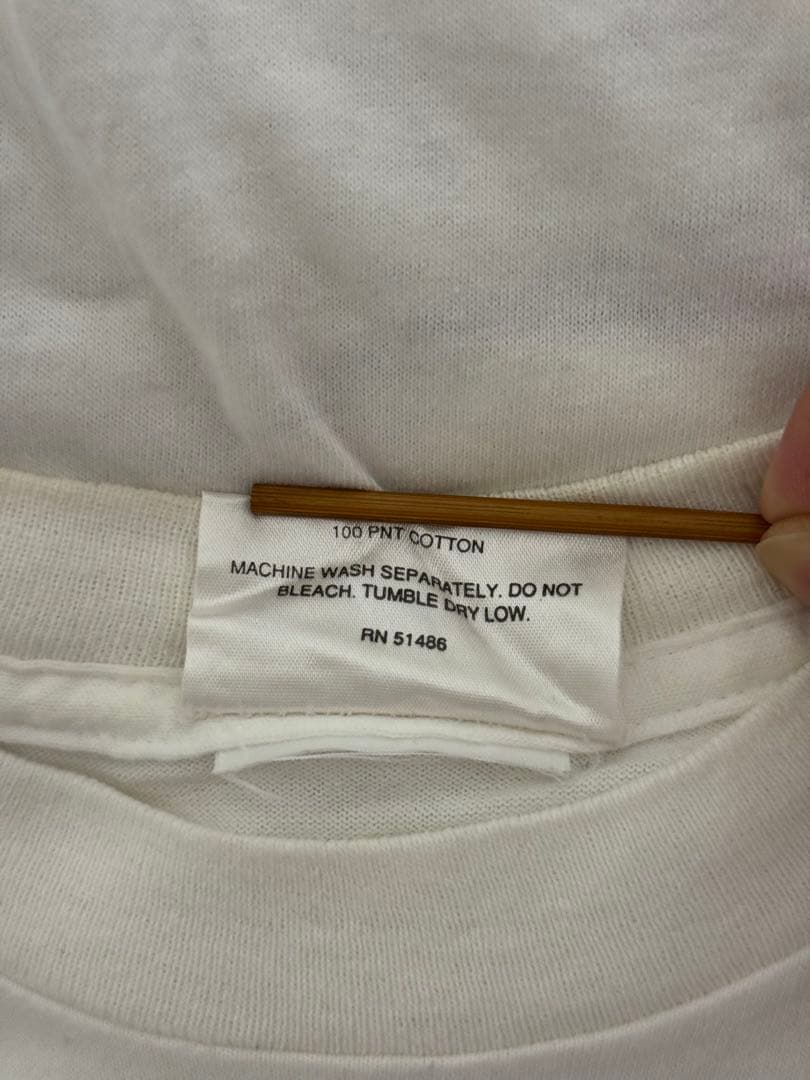 100 PNT COTTON
MACHINE WASH SEPARATELY. DO NOT
BLEACH. TUMBLE DRY LOW.
RN 51486